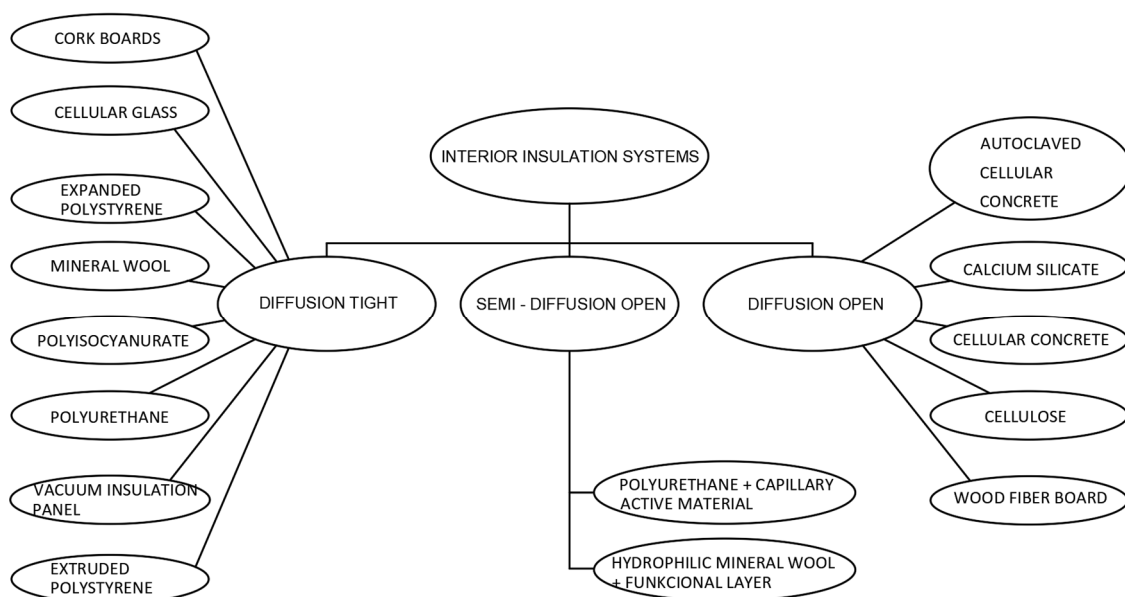 CORK BOARDS
CELLULAR GLASS
EXPANDED
POLYSTYRENE
MINERAL WOOL
POLYISOCYANURATE
POLYURETHANE
VACUUM INSULATION
PANEL
EXTRUDED
POLYSTYRENE
INTERIOR INSULATION SYSTEMS
DIFFUSION TIGHT
SEMI - DIFFUSION OPEN
DIFFUSION OPEN
POLYURETHANE + CAPILLARY
ACTIVE MATERIAL
HYDROPHILIC MINERAL WOOL
+ FUNKCIONAL LAYER
AUTOCLAVED
CELLULAR
CONCRETE
CALCIUM SILICATE
CELLULAR CONCRETE
CELLULOSE
WOOD FIBER BOARD